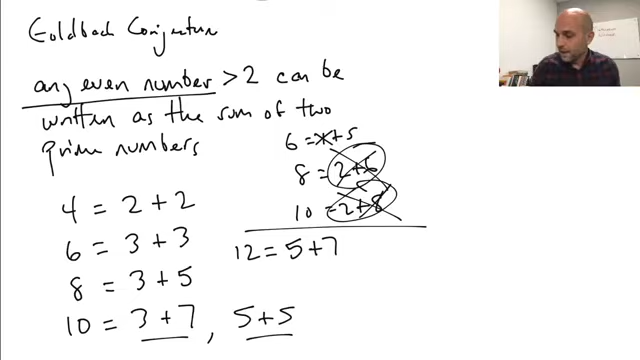 Goldbach Conjecture
any even number > 2 can be
written as the sum of two
prime numbers
6 = 1 + 5
8 = 2 + 6
10 = 2 + 8
4 = 2 + 2
6 = 3 + 3
8 = 3 + 5
10 = 3 + 7 , 5 + 5
12 = 5 + 7